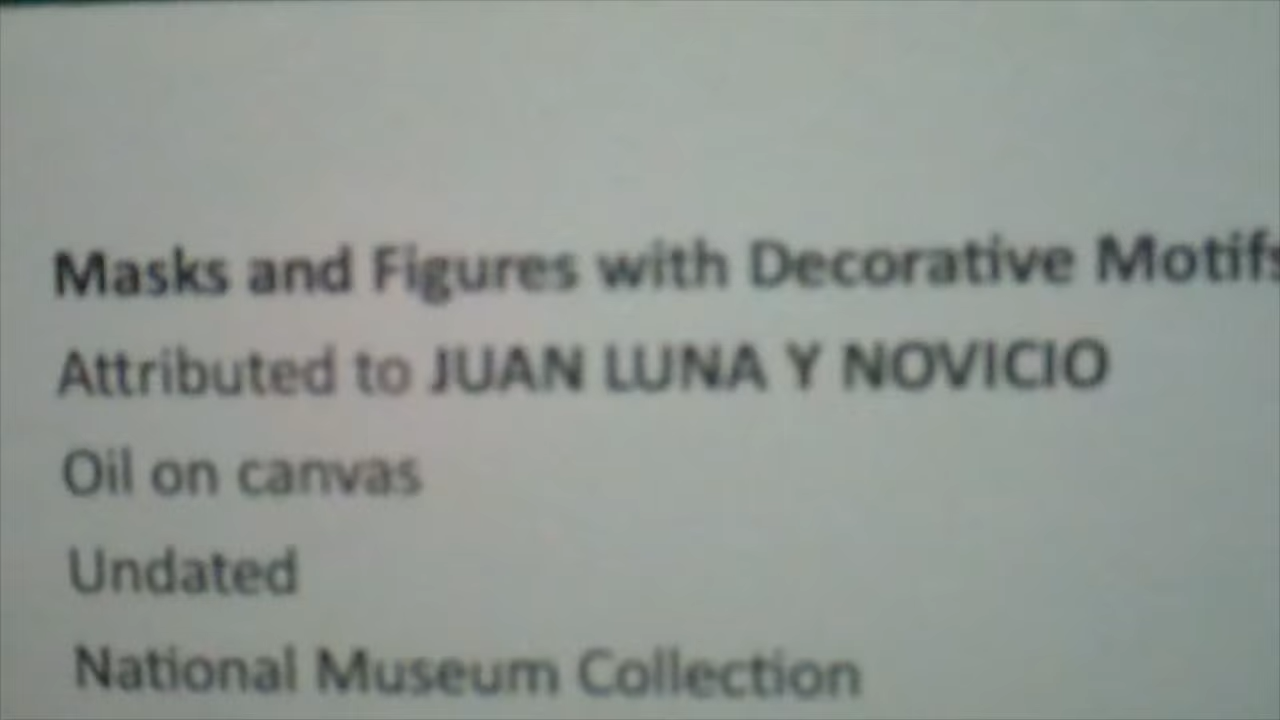 Masks and Figures with Decorative Motifs
Attributed to JUAN LUNA Y NOVICIO
Oil on canvas
Undated
National Museum Collection